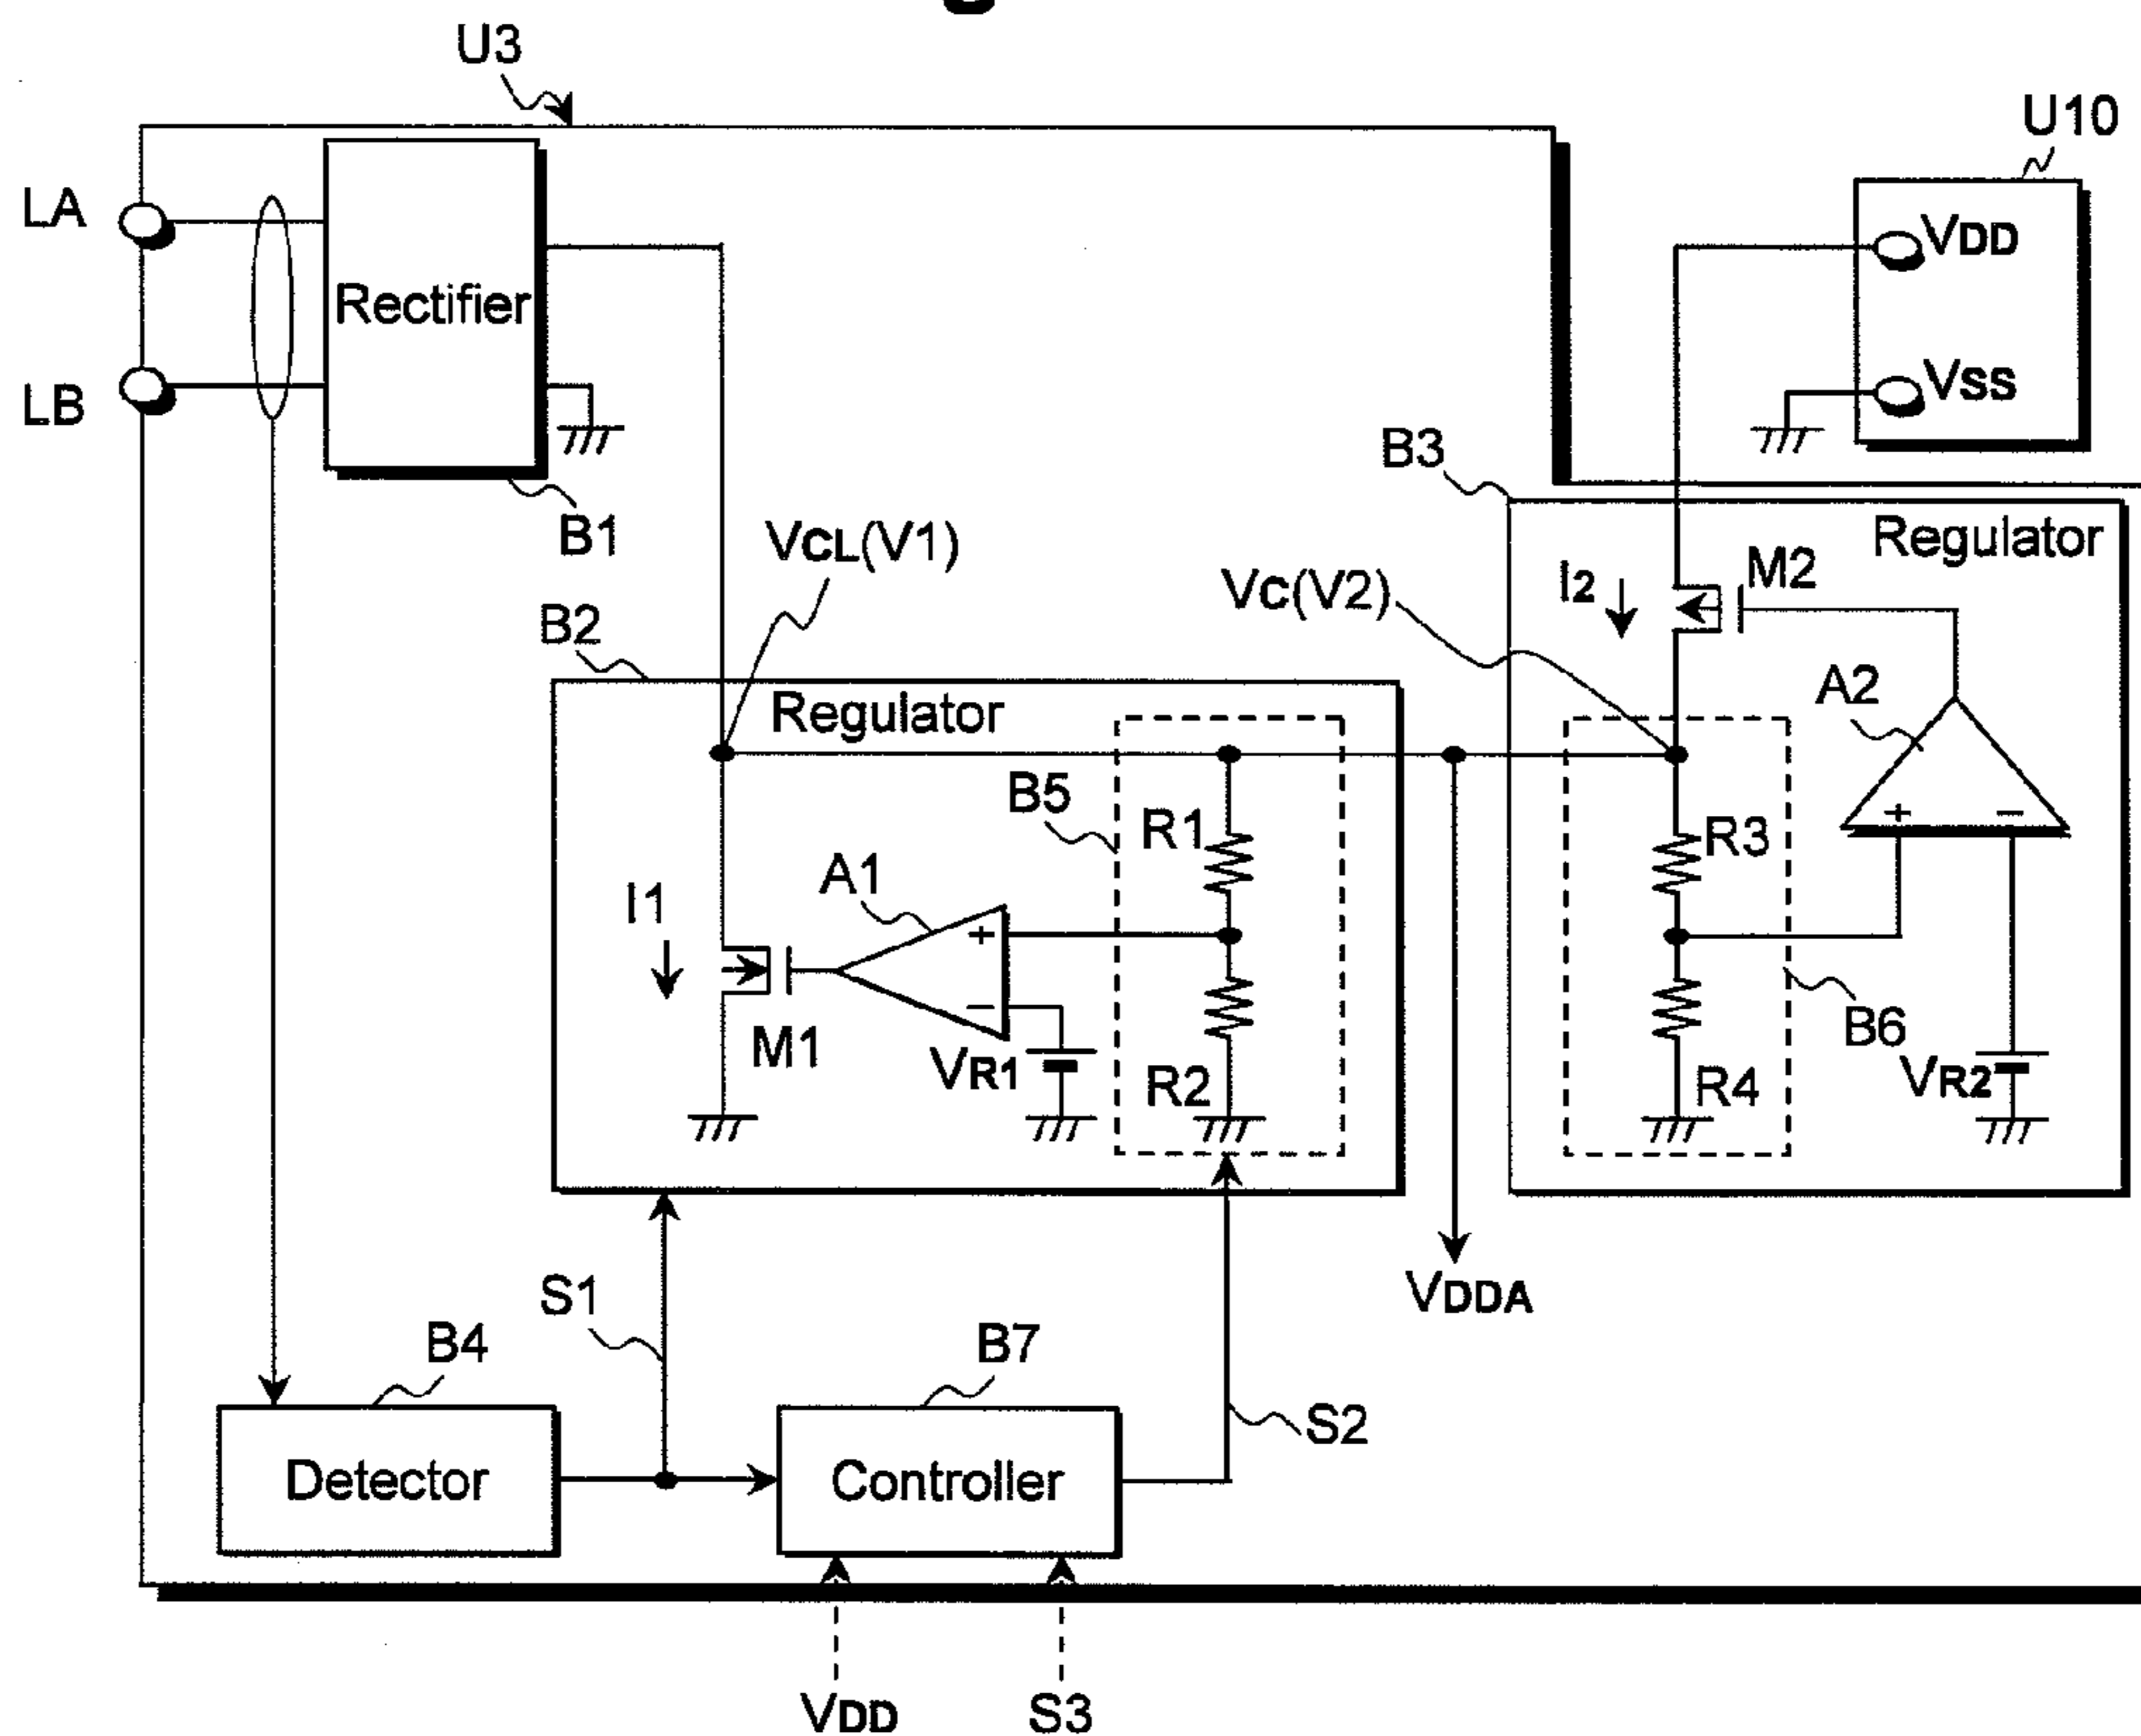 g
U3
U10
LA
VDD
Rectifier
LB
VSS
B3
B1
VCL(V1)
Regulator
M2
I2
VC(V2)
B2
Regulator
A2
B5
R1
R3
+
−
A1
I1
+
−
M1
VR1
R2
B6
R4
VR2
S1
VDDA
B4
B7
S2
Detector
Controller
VDD
S3